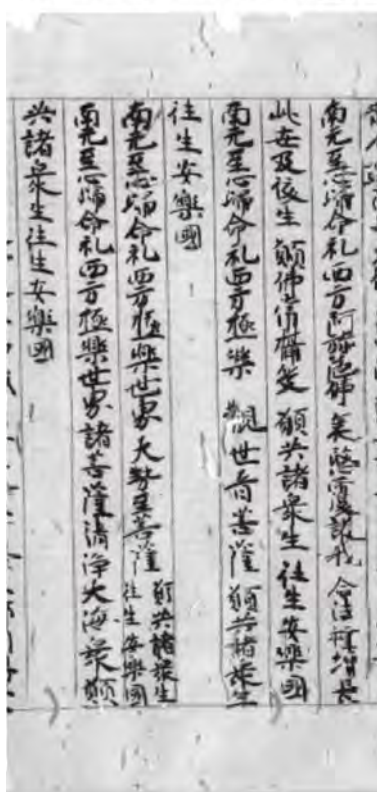 南无至心歸命礼西方阿弥陁佛 哀愍覆護我 令法種增長
此世及後生 願佛常攝受 願共諸衆生 往生安樂國
南无至心歸命礼西方極樂 觀世音菩薩 願共諸衆生
往生安樂國
南无至心歸命礼西方極樂世界大勢至菩薩 願共諸衆生
往生安樂國
南无至心歸命礼西方極樂世界諸菩薩清淨大海衆願
共諸衆生往生安樂國